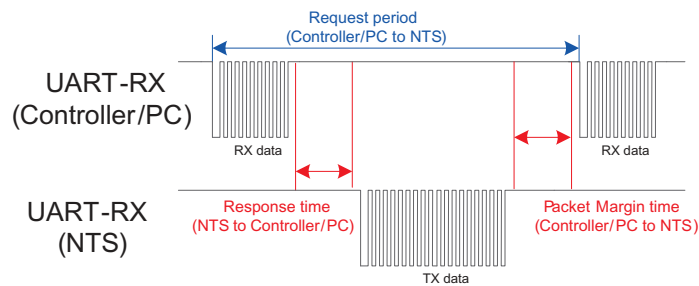 Request period
(Controller/PC to NTS)
UART-RX
(Controller/PC)
RX data
RX data
UART-RX
(NTS)
Response time
(NTS to Controller/PC)
Packet Margin time
(Controller/PC to NTS)
TX data